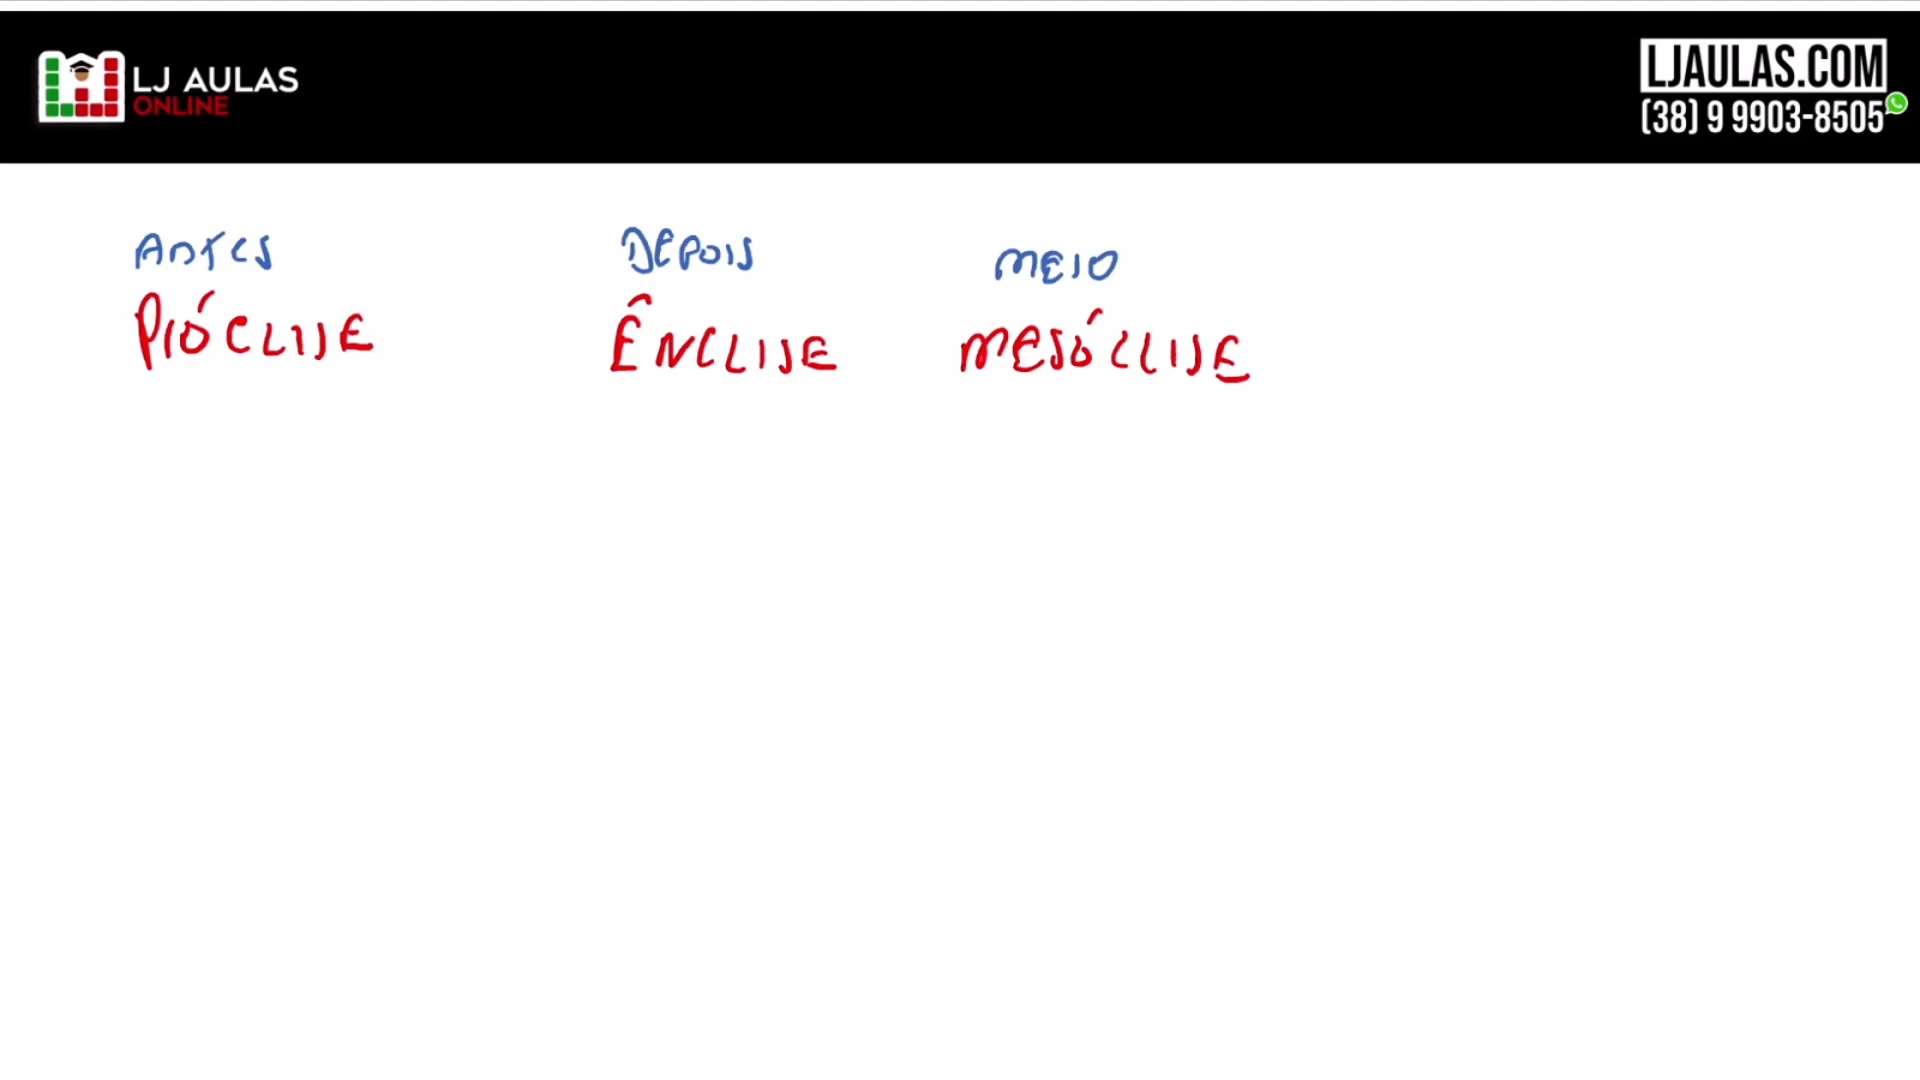 LJ AULAS
ONLINE
LJAULAS.COM
(38) 9 9903-8505
ANTES DEPOIS MEIO
PRÓCLISE ÊNCLISE MESÓCLISE